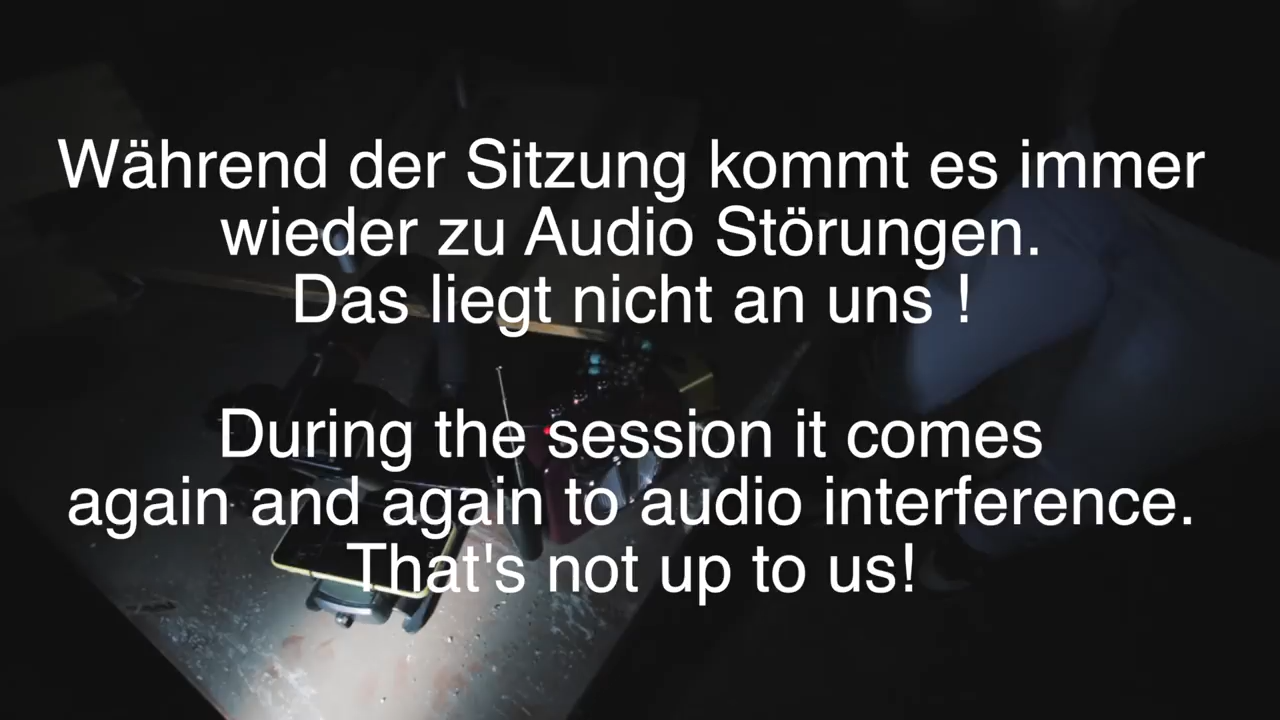 Während der Sitzung kommt es immer
wieder zu Audio Störungen.
Das liegt nicht an uns !
During the session it comes
again and again to audio interference.
That's not up to us!